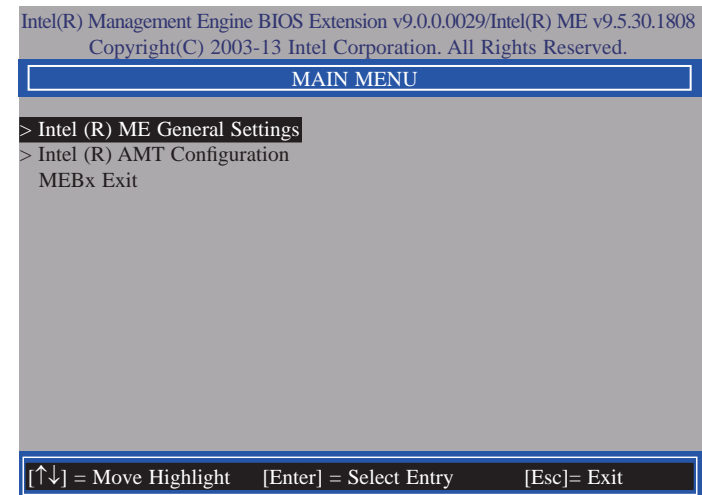 Intel(R) Management Engine BIOS Extension v9.0.0.0029/Intel(R) ME v9.5.30.1808
Copyright(C) 2003-13 Intel Corporation. All Rights Reserved.
MAIN MENU
> Intel (R) ME General Settings
> Intel (R) AMT Configuration
MEBx Exit
[↑↓] = Move Highlight [Enter] = Select Entry [Esc]= Exit